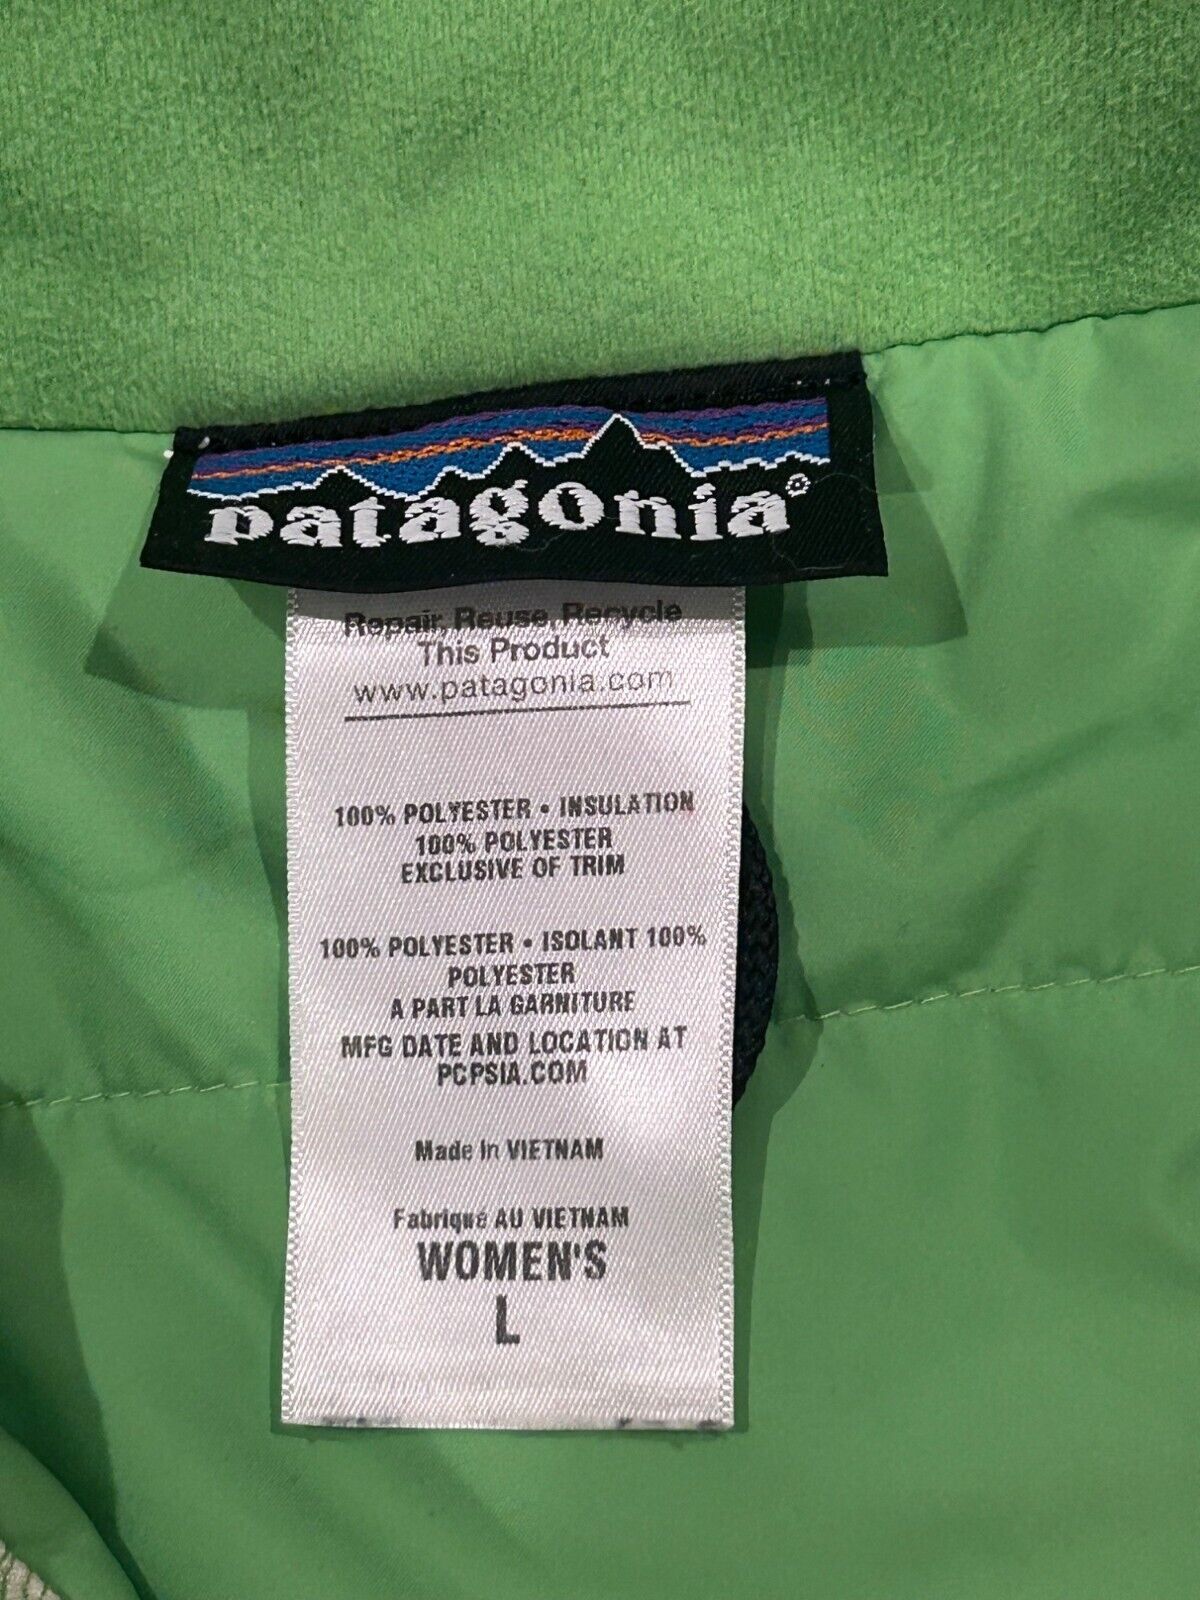 patagonia®
Repair, Reuse, Recycle
This Product
www.patagonia.com
100% POLYESTER • INSULATION
100% POLYESTER
EXCLUSIVE OF TRIM
100% POLYESTER • ISOLANT 100%
POLYESTER
A PART LA GARNITURE
MFG DATE AND LOCATION AT
PCPSIA.COM
Made In VIETNAM
Fabrique AU VIETNAM
WOMEN'S
L